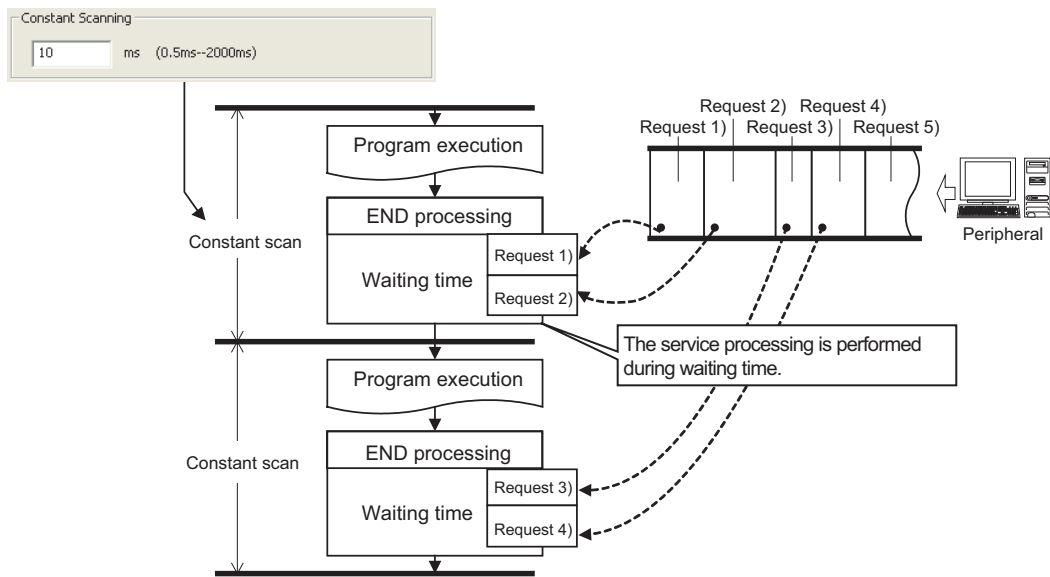 Constant Scanning
10 ms (0.5ms--2000ms)
Request 2) Request 4)
Request 1) Request 3) Request 5)
Program execution
END processing
Constant scan
Request 1)
Waiting time
Request 2)
Peripheral
The service processing is performed
during waiting time.
Program execution
END processing
Constant scan
Request 3)
Waiting time
Request 4)